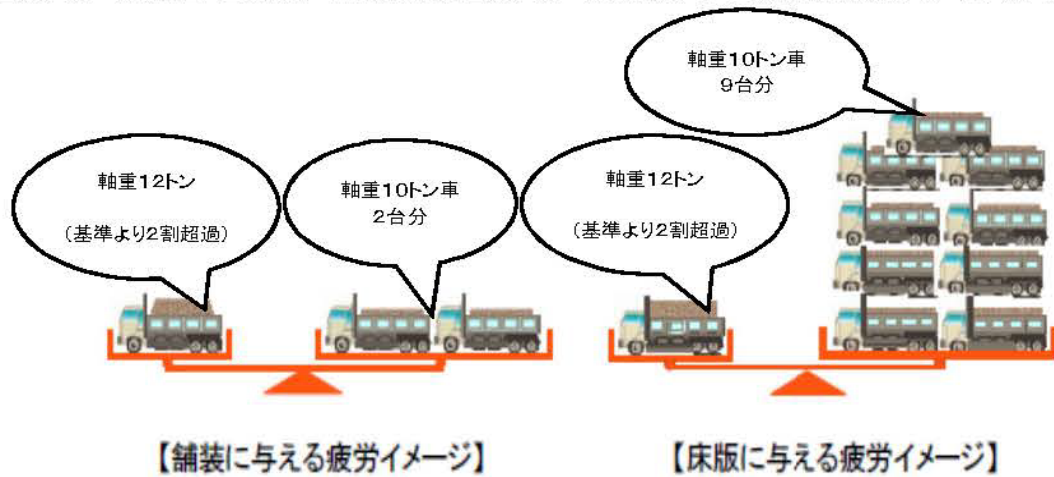 軸重10トン車
9台分
軸重12トン
(基準より2割超過)
軸重10トン車
2台分
軸重12トン
(基準より2割超過)
【舗装に与える疲労イメージ】
【床版に与える疲労イメージ】